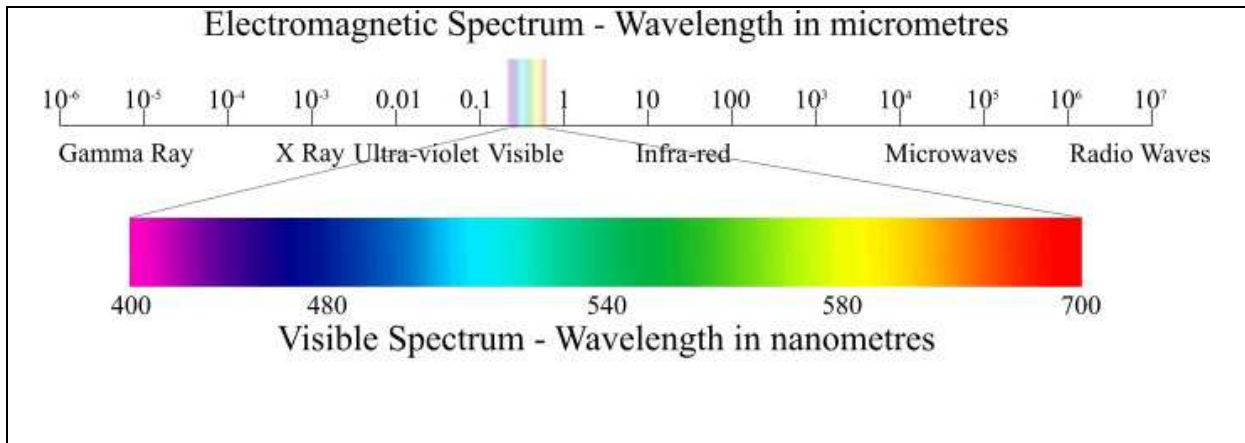 Electromagnetic Spectrum - Wavelength in micrometres
10⁻⁶ 10⁻⁵ 10⁻⁴ 10⁻³ 0.01 0.1 1 10 100 10³ 10⁴ 10⁵ 10⁶ 10⁷
Gamma Ray X Ray Ultra-violet Visible Infra-red Microwaves Radio Waves
400 480 540 580 700
Visible Spectrum - Wavelength in nanometres